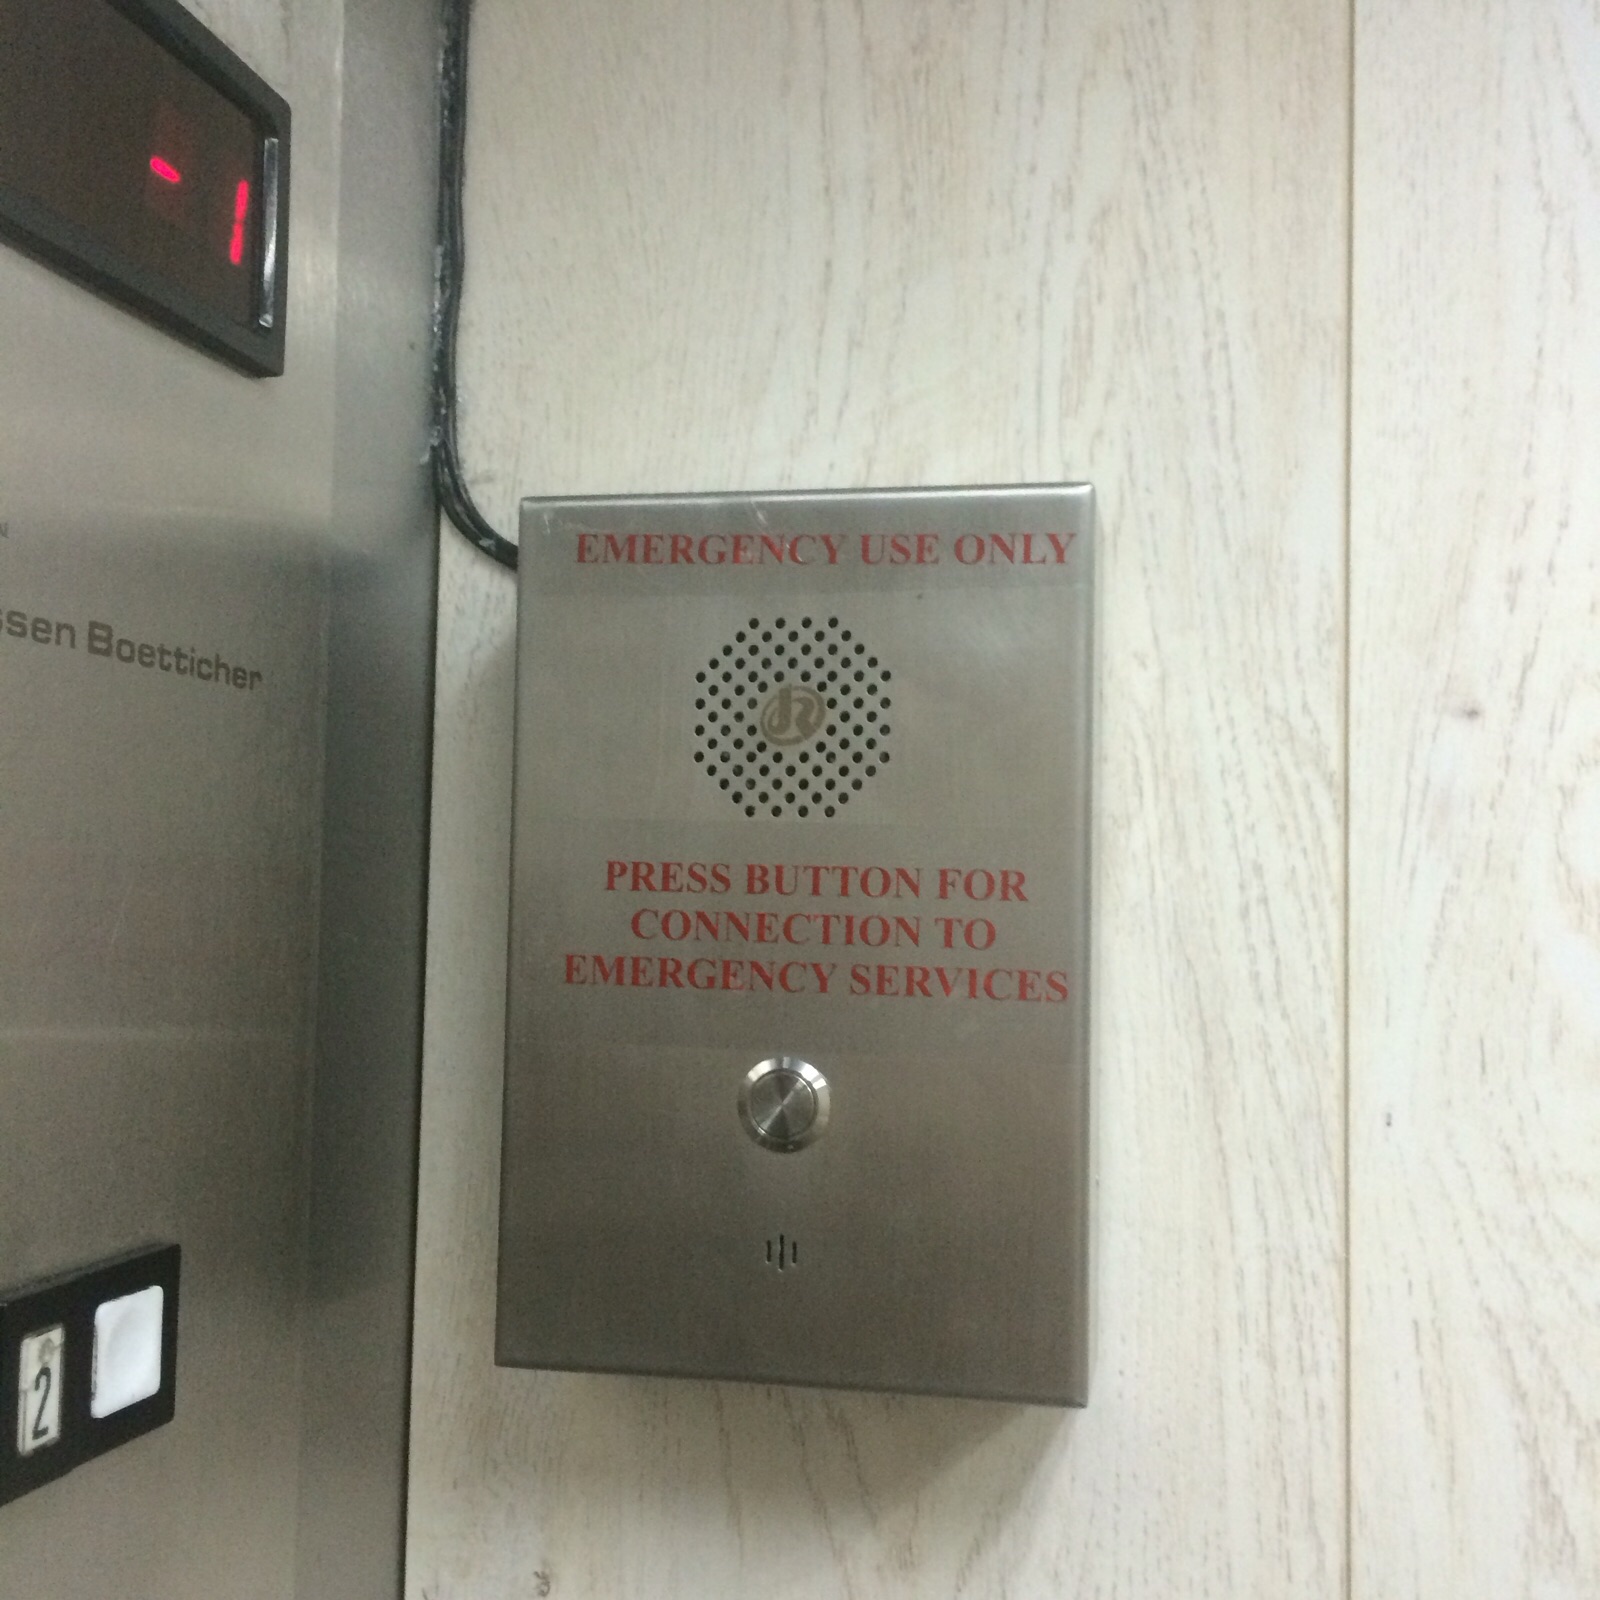 -1
ssen Boetticher
EMERGENCY USE ONLY
PRESS BUTTON FOR
CONNECTION TO
EMERGENCY SERVICES
2